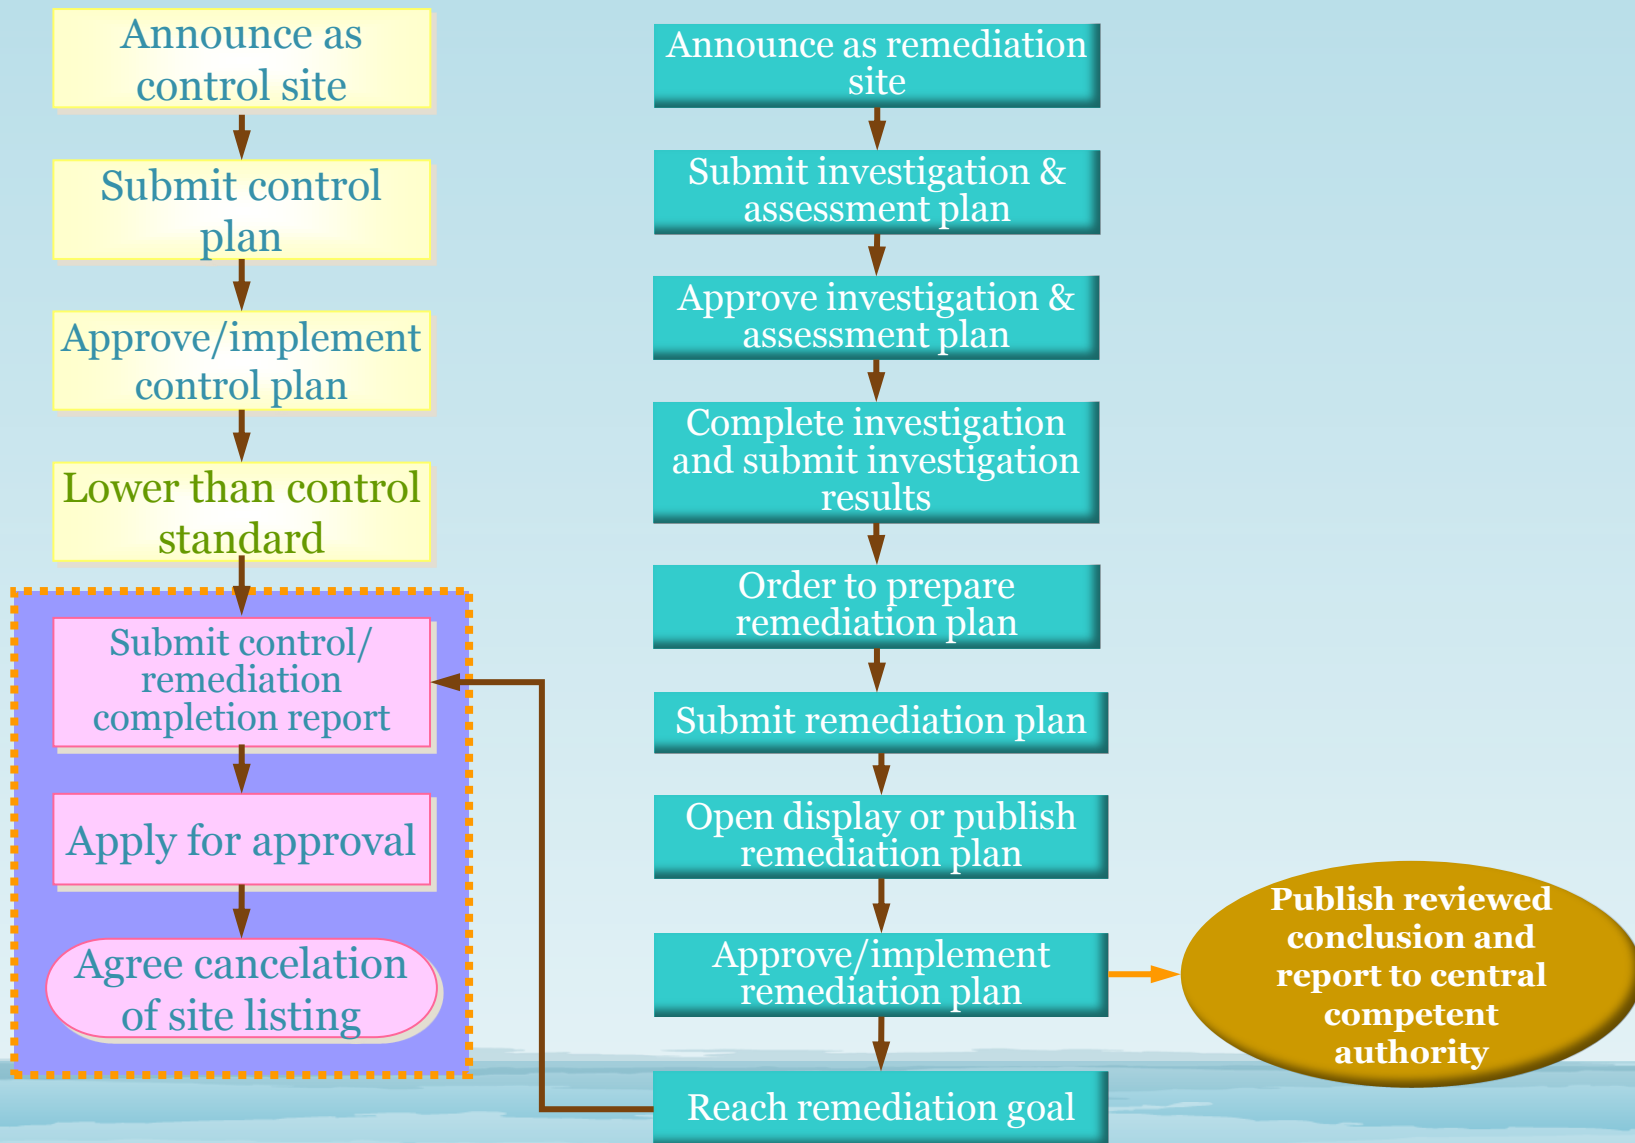 Announce as
control site
Submit control
plan
Approve/implement
control plan
Lower than control
standard
Submit control/
remediation
completion report
Apply for approval
Agree cancelation
of site listing
Announce as remediation
site
Submit investigation &
assessment plan
Approve investigation &
assessment plan
Complete investigation
and submit investigation
results
Order to prepare
remediation plan
Submit remediation plan
Open display or publish
remediation plan
Approve/implement
remediation plan
Reach remediation goal
Publish reviewed
conclusion and
report to central
competent
authority